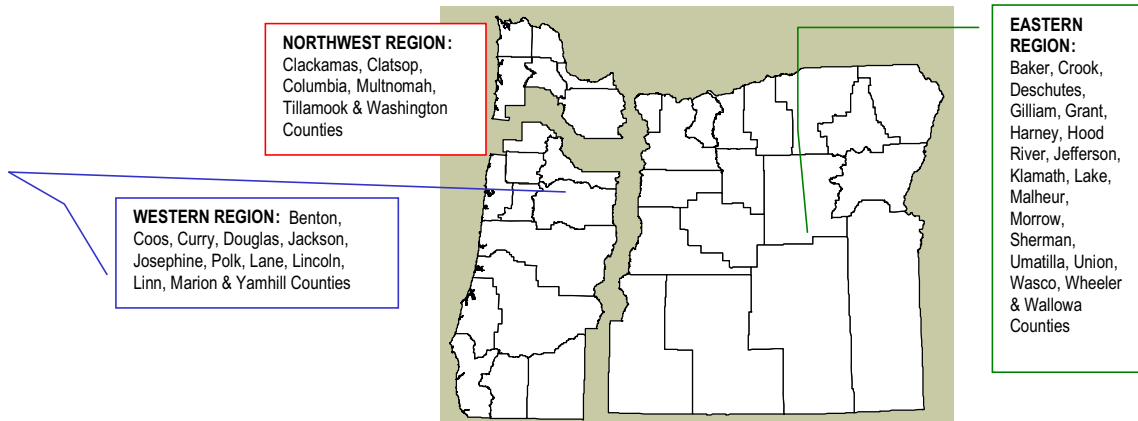 NORTHWEST REGION:
Clackamas, Clatsop,
Columbia, Multnomah,
Tillamook & Washington
Counties
WESTERN REGION: Benton,
Coos, Curry, Douglas, Jackson,
Josephine, Polk, Lane, Lincoln,
Linn, Marion & Yamhill Counties
EASTERN
REGION:
Baker, Crook,
Deschutes,
Gilliam, Grant,
Harney, Hood
River, Jefferson,
Klamath, Lake,
Malheur,
Morrow,
Sherman,
Umatilla, Union,
Wasco, Wheeler
& Wallowa
Counties